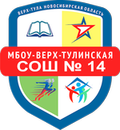 ВЕРХ-ТУЛА НОВОСИБИРСКАЯ ОБЛАСТЬ
МБОУ-ВЕРХ-ТУЛИНСКАЯ
СОШ № 14